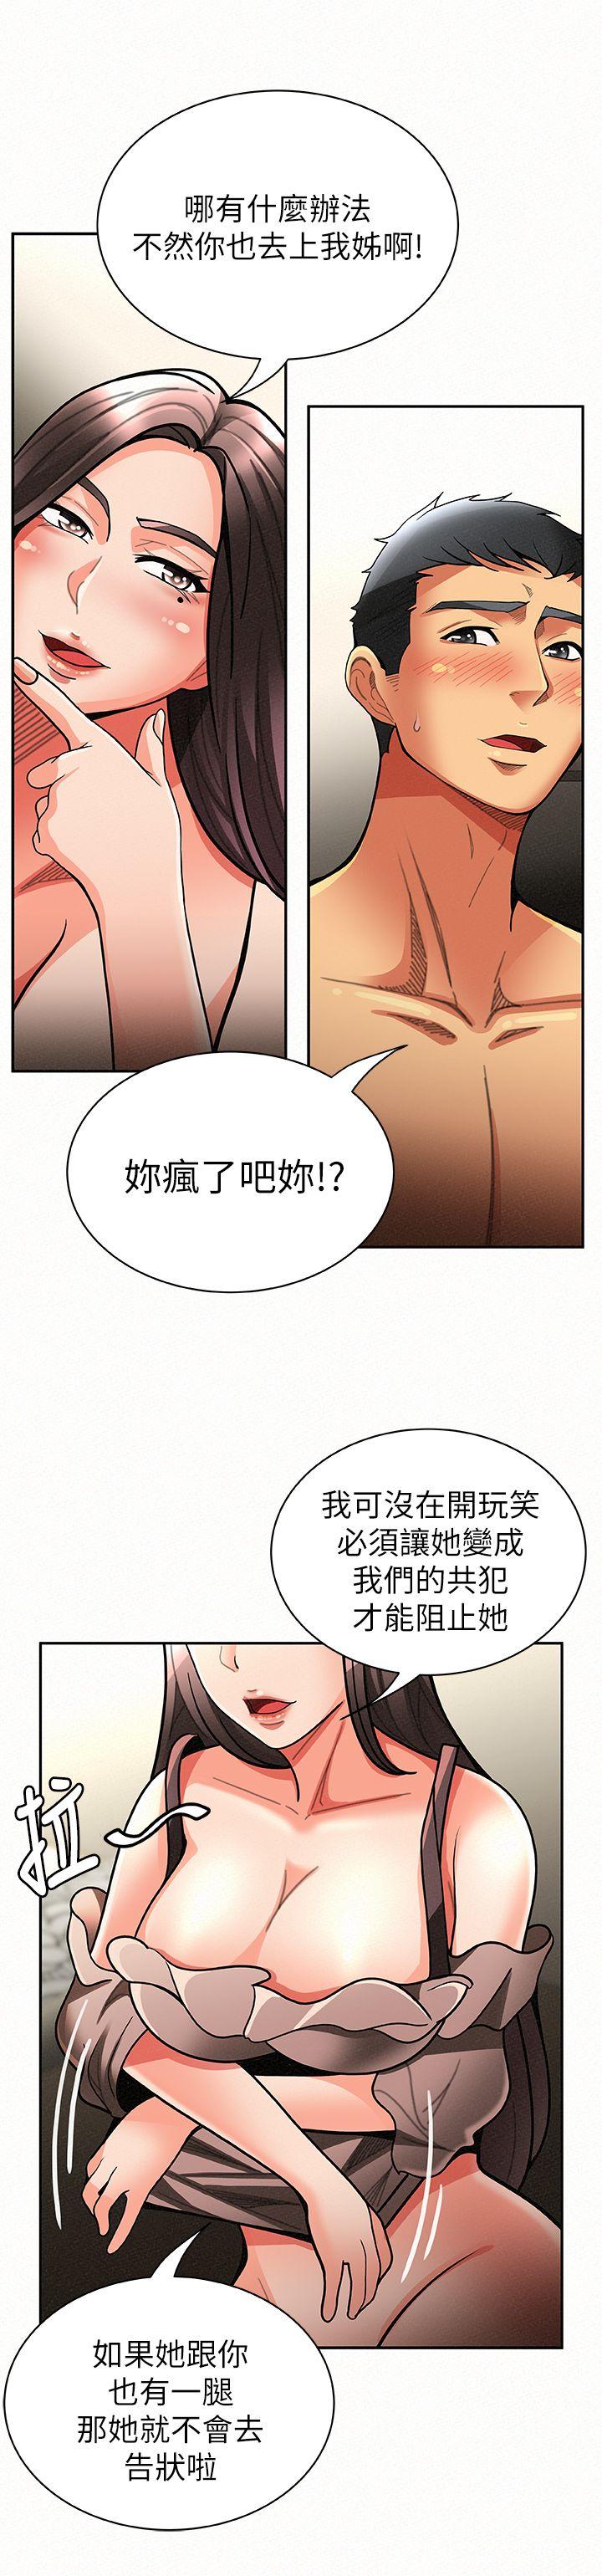 哪有什麼辦法
不然你也去上我姊啊!
妳瘋了吧妳!?
我可沒在開玩笑
必須讓她變成
我們的共犯
才能阻止她
拉~
如果她跟你
也有一腿
那她就不會去
告狀啦